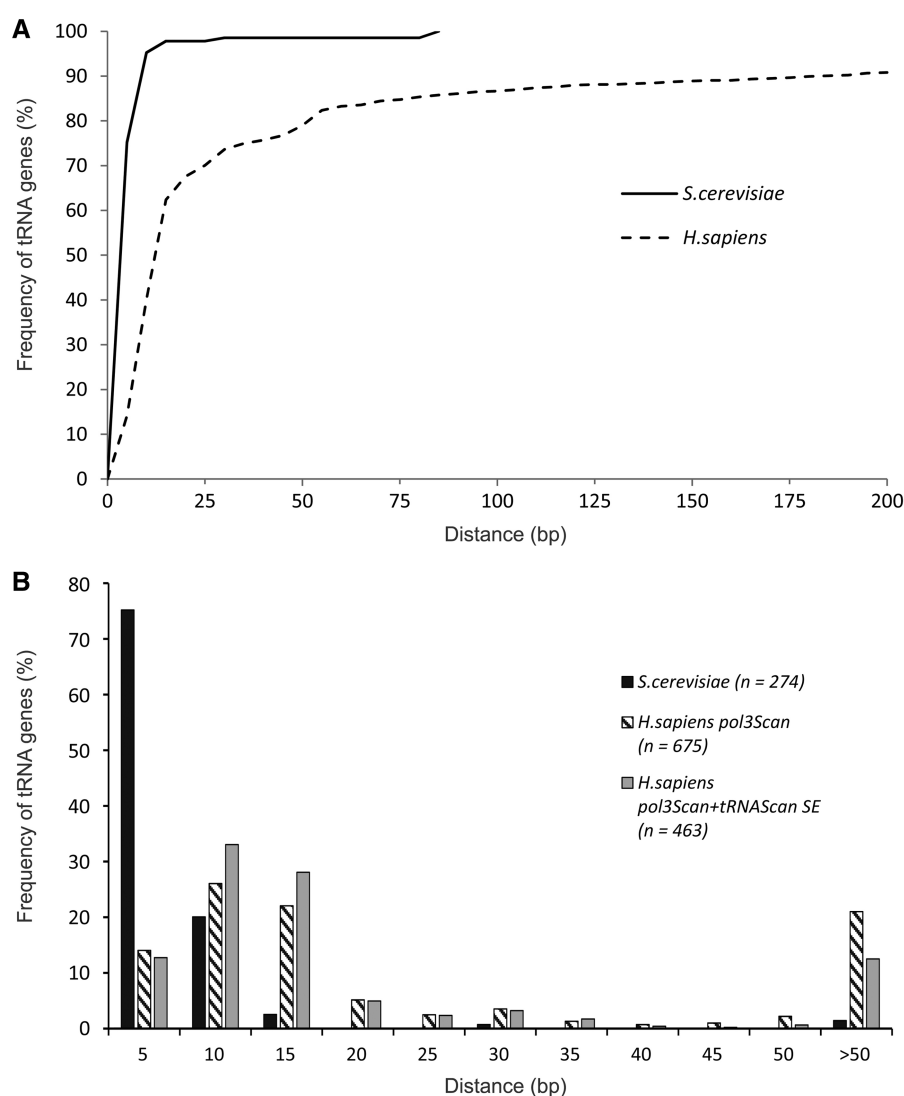 A
Frequency of tRNA genes (%)
100
90
80
70
60
50
40
30
20
10
0
0 25 50 75 100 125 150 175 200
Distance (bp)
S.cerevisiae
H.sapiens
B
Frequency of tRNA genes (%)
80
70
60
50
40
30
20
10
0
5 10 15 20 25 30 35 40 45 50 >50
Distance (bp)
S.cerevisiae (n = 274)
H.sapiens pol3Scan
(n = 675)
H.sapiens
pol3Scan+tRNAScan SE
(n = 463)